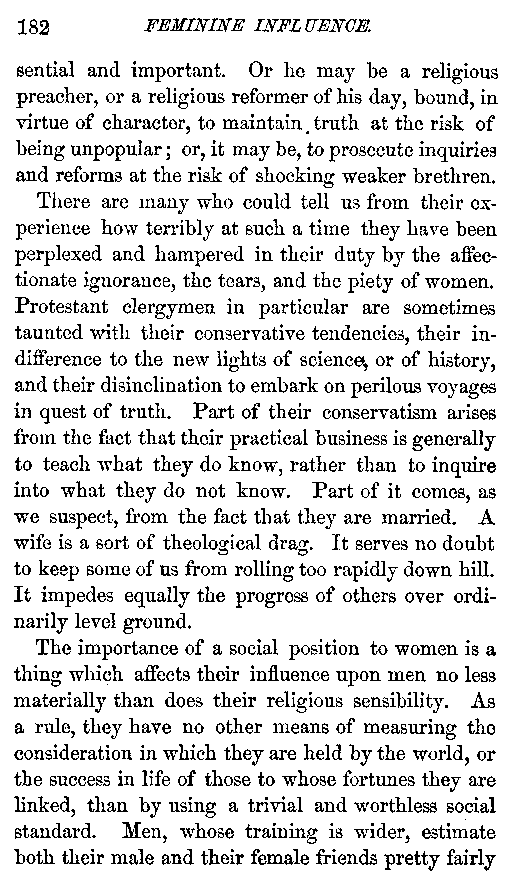 182 FEMININE INFLUENCE.
sential and important. Or he may be a religious
preacher, or a religious reformer of his day, bound, in
virtue of character, to maintain truth at the risk of
being unpopular; or, it may be, to prosecute inquiries
and reforms at the risk of shocking weaker brethren.
There are many who could tell us from their ex-
perience how terribly at such a time they have been
perplexed and hampered in their duty by the affec-
tionate ignorance, the tears, and the piety of women.
Protestant clergymen in particular are sometimes
taunted with their conservative tendencies, their in-
difference to the new lights of science, or of history,
and their disinclination to embark on perilous voyages
in quest of truth. Part of their conservatism arises
from the fact that their practical business is generally
to teach what they do know, rather than to inquire
into what they do not know. Part of it comes, as
we suspect, from the fact that they are married. A
wife is a sort of theological drag. It serves no doubt
to keep some of us from rolling too rapidly down hill.
It impedes equally the progress of others over ordi-
narily level ground.
The importance of a social position to women is a
thing which affects their influence upon men no less
materially than does their religious sensibility. As
a rule, they have no other means of measuring the
consideration in which they are held by the world, or
the success in life of those to whose fortunes they are
linked, than by using a trivial and worthless social
standard. Men, whose training is wider, estimate
both their male and their female friends pretty fairly